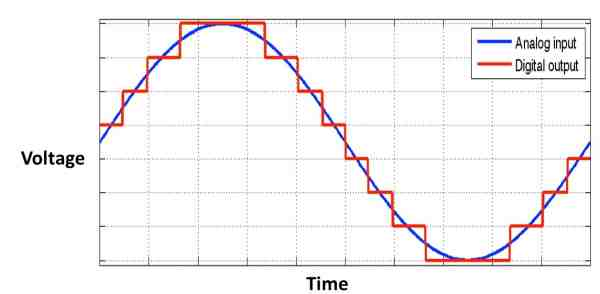 Analog input
Digital output
Voltage
Time